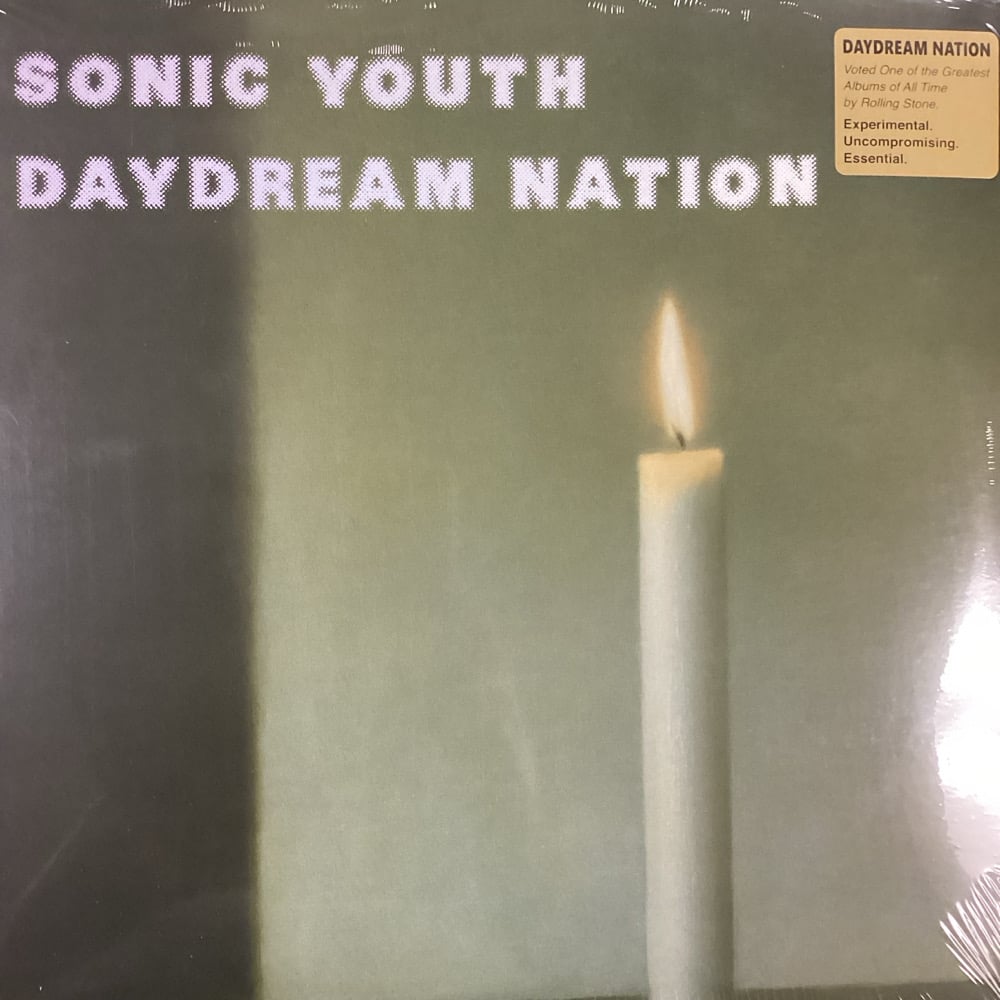 SONIC YOUTH
DAYDREAM NATION
DAYDREAM NATION
Voted One of the Greatest
Albums of All Time
by Rolling Stone.
Experimental.
Uncompromising.
Essential.